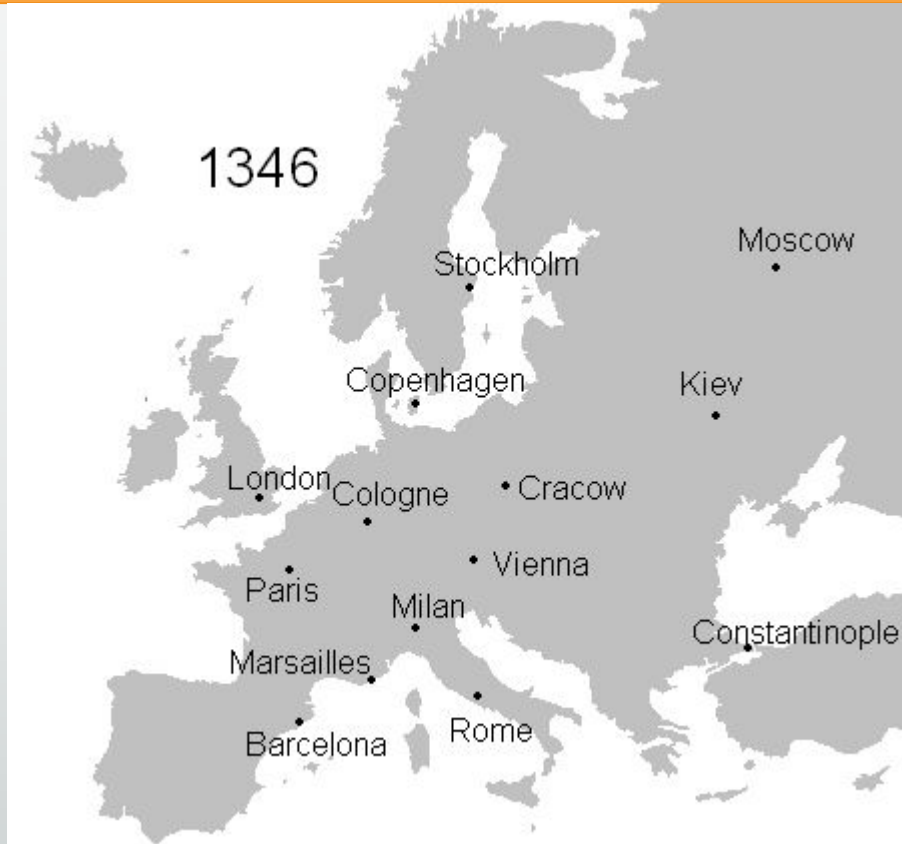 1346
Moscow
Stockholm
Copenhagen
Kiev
London
Cologne
Cracow
Vienna
Paris
Milan
Constantinople
Marsailles
Rome
Barcelona